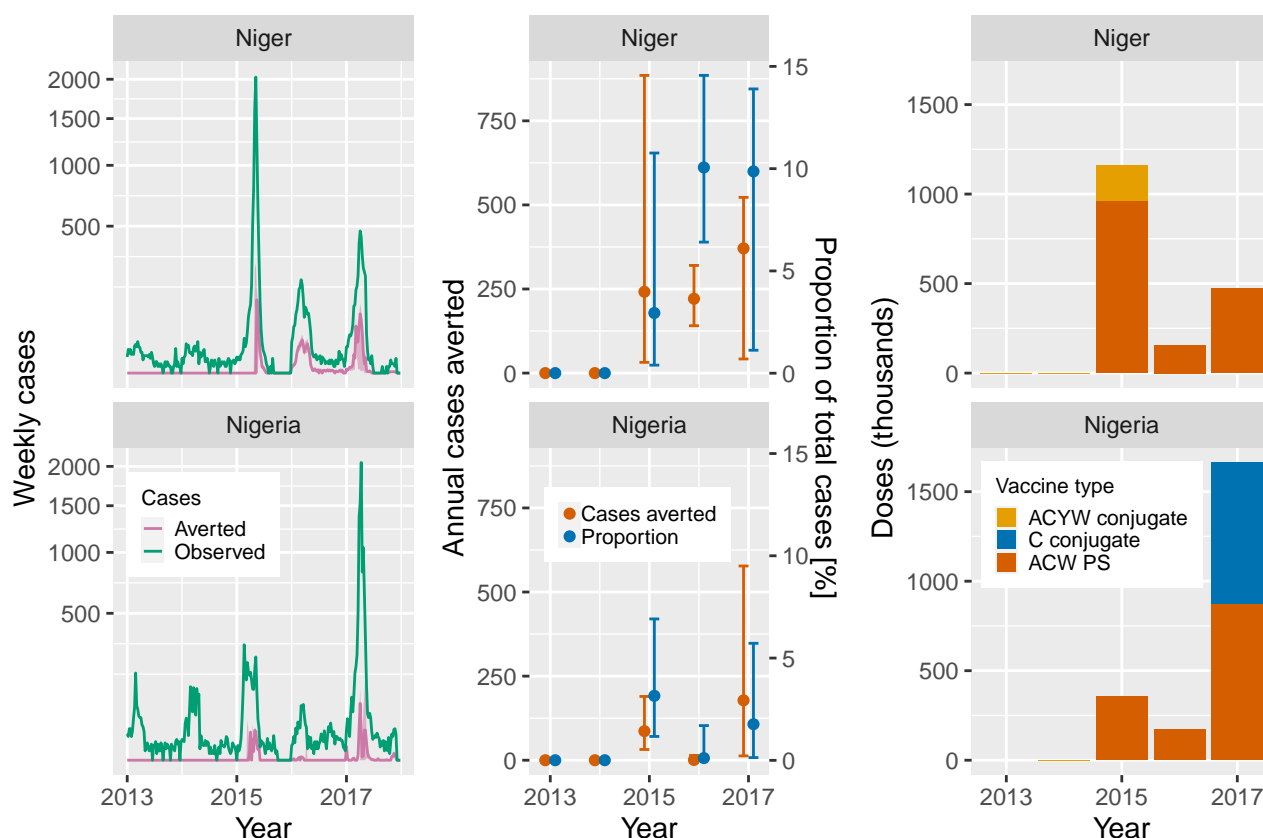 Niger
Niger
Niger
2000
1500
1000
500
750
500
250
0
15
10
5
0
1500
1000
500
0
Weekly cases
Annual cases averted
Proportion of total cases [%]
Doses (thousands)
Nigeria
Nigeria
Nigeria
2000
1500
1000
500
Cases
Averted
Observed
750
500
250
0
Cases averted
Proportion
15
10
5
0
1500
1000
500
0
Vaccine type
ACYW conjugate
C conjugate
ACW PS
2013 2015 2017
2013 2015 2017
2013 2015 2017
Year
Year
Year